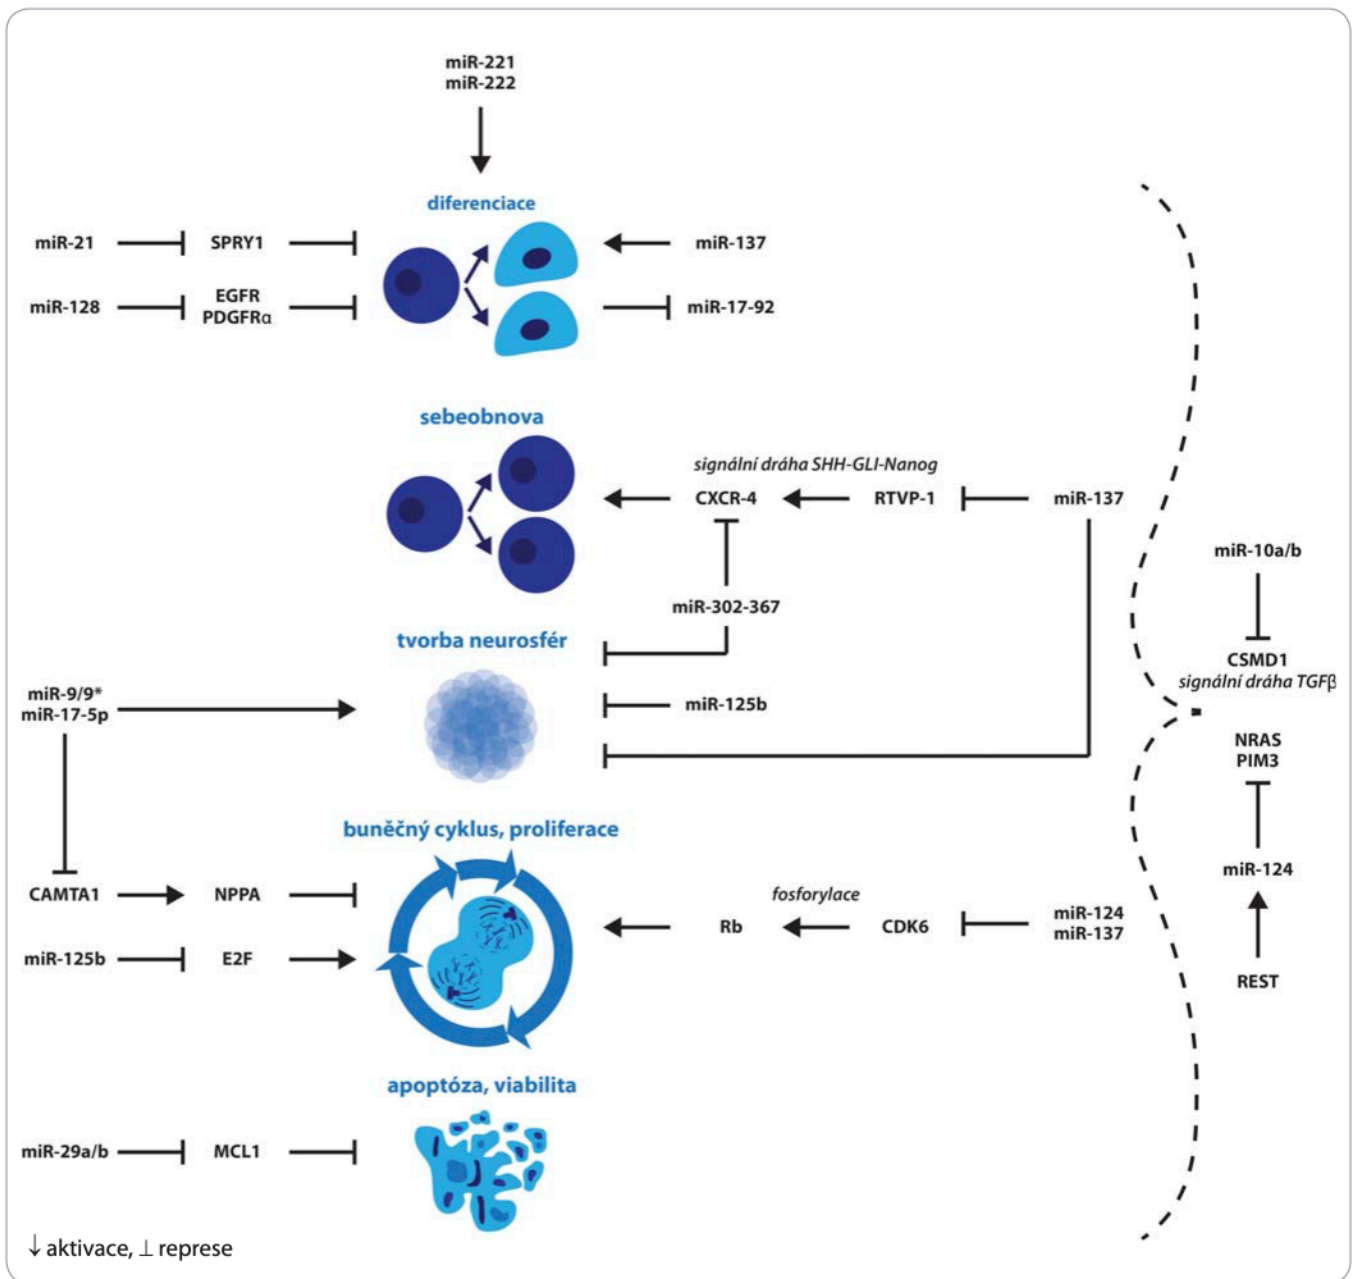 miR-221
miR-222
diferenciace
miR-21
SPRY1
miR-137
miR-128
EGFR
PDGFRα
miR-17-92
sebeobnova
signální dráha SHH-GLI-Nanog
CXCR-4
RTVP-1
miR-137
miR-302-367
tvorba neurosfér
miR-9/9*
miR-17-5p
miR-125b
miR-10a/b
CSMD1
signální dráha TGFβ
NRAS
PIM3
miR-124
REST
buněčný cyklus, proliferace
CAMTA1
NPPA
miR-125b
E2F
Rb
fosforylace
CDK6
miR-124
miR-137
apoptóza, viabilita
miR-29a/b
MCL1
↓ aktivace, ⊥ represe